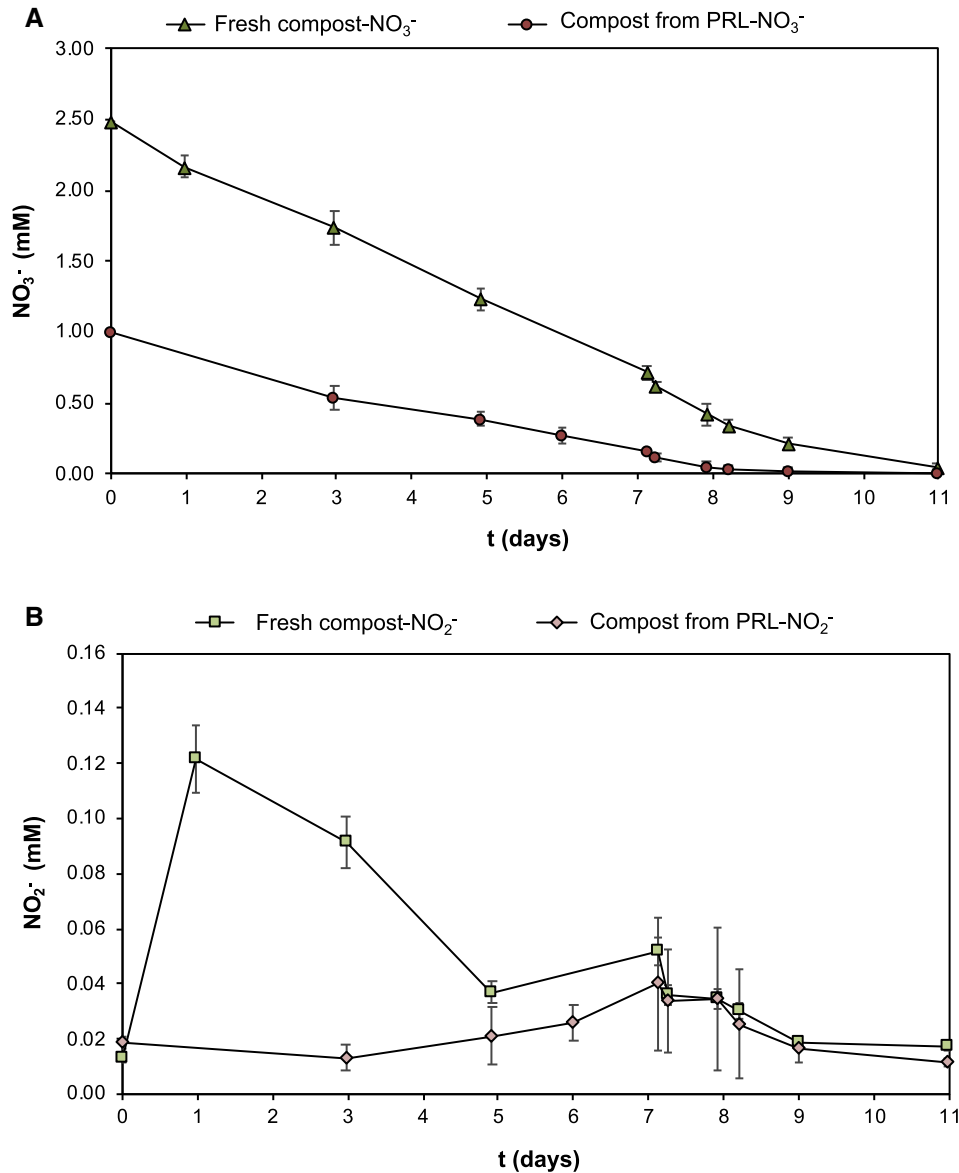 A
Fresh compost-NO₃⁻ Compost from PRL-NO₃⁻
3.00
2.50
2.00
1.50
1.00
0.50
0.00
NO₃⁻ (mM)
0 1 2 3 4 5 6 7 8 9 10 11
t (days)
B
Fresh compost-NO₂⁻ Compost from PRL-NO₂⁻
0.16
0.14
0.12
0.10
0.08
0.06
0.04
0.02
0.00
NO₂⁻ (mM)
0 1 2 3 4 5 6 7 8 9 10 11
t (days)